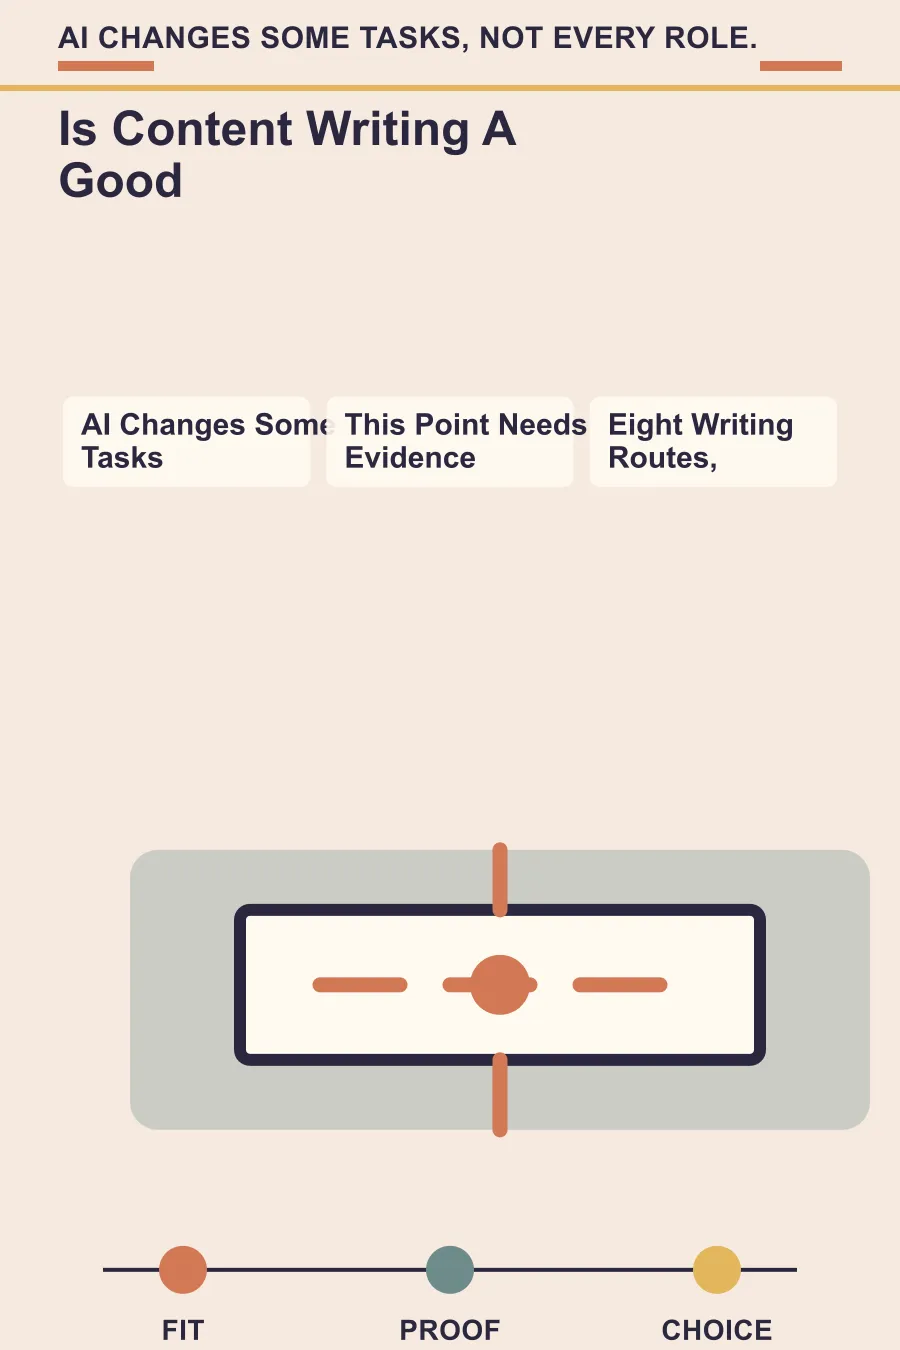 AI CHANGES SOME TASKS, NOT EVERY ROLE.
Is Content Writing A
Good
AI Changes Some
Tasks
This Point Needs
Evidence
Eight Writing
Routes,
FIT
PROOF
CHOICE